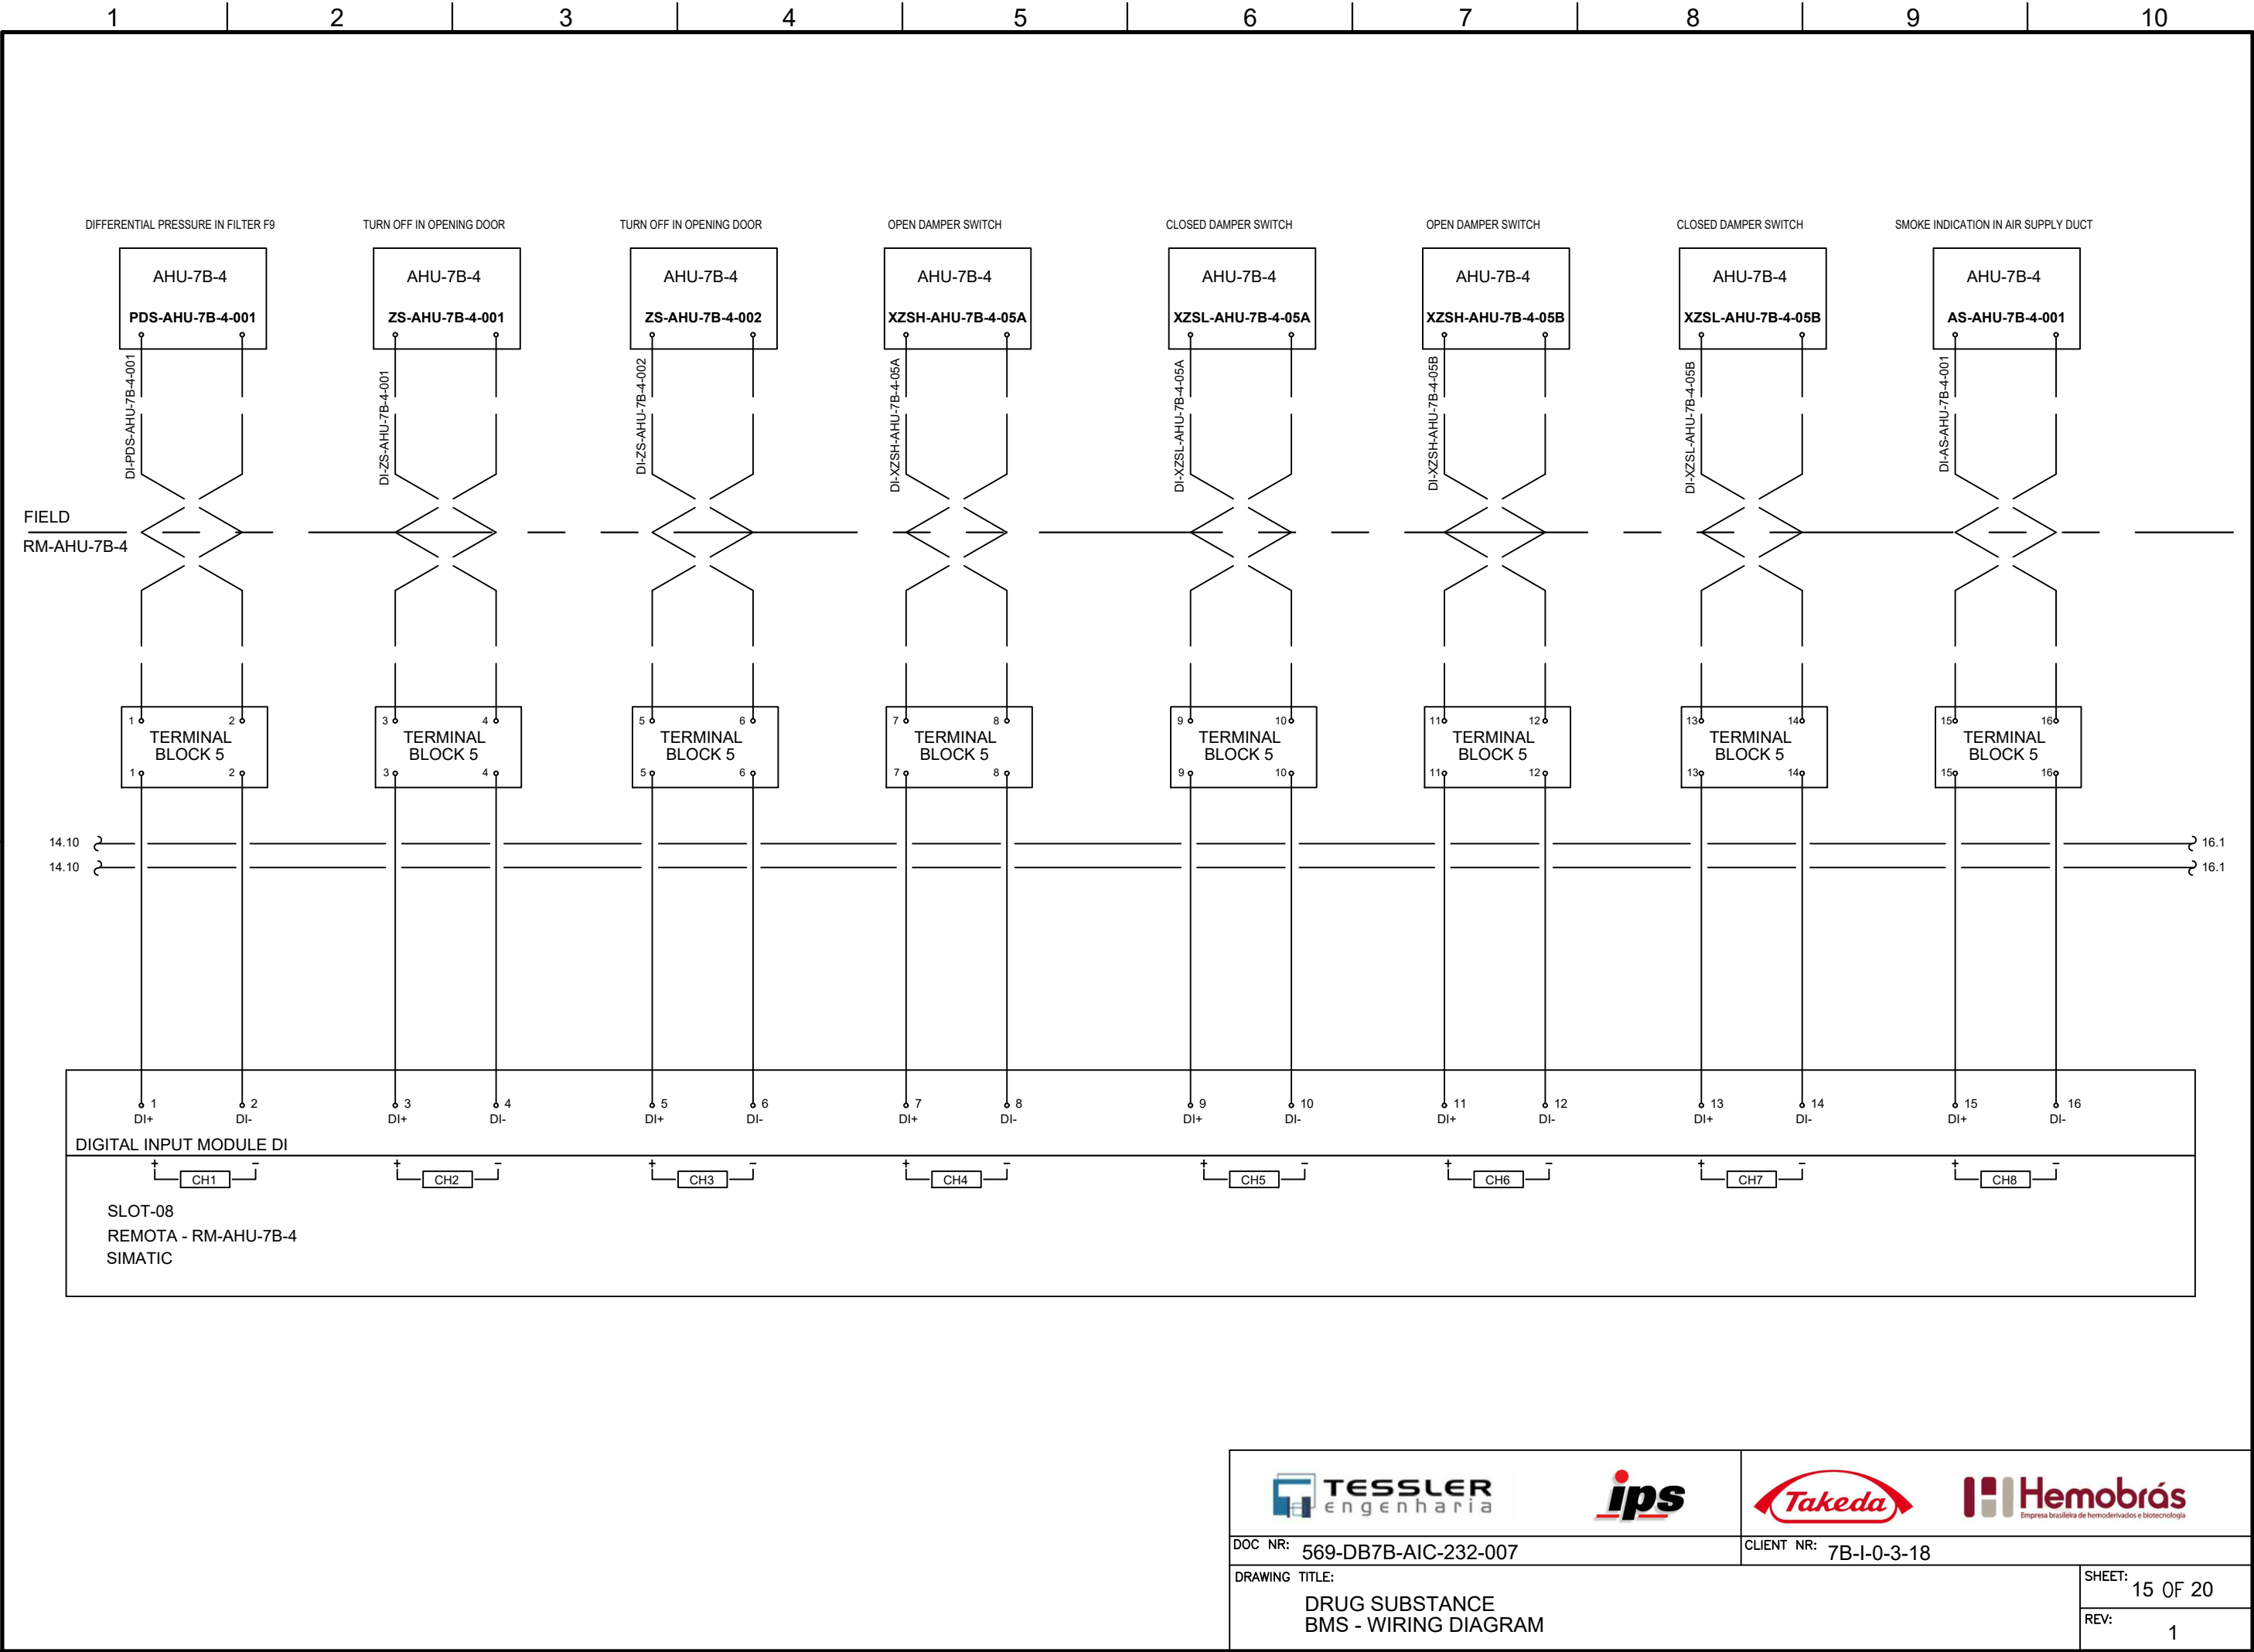 1 2 3 4 5 6 7 8 9 10
DIFFERENTIAL PRESSURE IN FILTER F9
TURN OFF IN OPENING DOOR
TURN OFF IN OPENING DOOR
OPEN DAMPER SWITCH
CLOSED DAMPER SWITCH
OPEN DAMPER SWITCH
CLOSED DAMPER SWITCH
SMOKE INDICATION IN AIR SUPPLY DUCT
AHU-7B-4
PDS-AHU-7B-4-001
AHU-7B-4
ZS-AHU-7B-4-001
AHU-7B-4
ZS-AHU-7B-4-002
AHU-7B-4
XZSH-AHU-7B-4-05A
AHU-7B-4
XZSL-AHU-7B-4-05A
AHU-7B-4
XZSH-AHU-7B-4-05B
AHU-7B-4
XZSL-AHU-7B-4-05B
AHU-7B-4
AS-AHU-7B-4-001
DI-PDS-AHU-7B-4-001
DI-ZS-AHU-7B-4-001
DI-ZS-AHU-7B-4-002
DI-XZSH-AHU-7B-4-05A
DI-XZSL-AHU-7B-4-05A
DI-XZSH-AHU-7B-4-05B
DI-XZSL-AHU-7B-4-05B
DI-AS-AHU-7B-4-001
FIELD
RM-AHU-7B-4
1 2
TERMINAL
BLOCK 5
1 2
3 4
TERMINAL
BLOCK 5
3 4
5 6
TERMINAL
BLOCK 5
5 6
7 8
TERMINAL
BLOCK 5
7 8
9 10
TERMINAL
BLOCK 5
9 10
11 12
TERMINAL
BLOCK 5
11 12
13 14
TERMINAL
BLOCK 5
13 14
15 16
TERMINAL
BLOCK 5
15 16
14.10 16.1
14.10 16.1
1 2 3 4 5 6 7 8 9 10 11 12 13 14 15 16
DI+ DI- DI+ DI- DI+ DI- DI+ DI- DI+ DI- DI+ DI- DI+ DI- DI+ DI-
DIGITAL INPUT MODULE DI
+ - + - + - + - + - + - + - + -
CH1 CH2 CH3 CH4 CH5 CH6 CH7 CH8
SLOT-08
REMOTA - RM-AHU-7B-4
SIMATIC
TESSLER
engenharia
ips
Takeda
Hemobrás
Empresa brasileira de hemoderivados e biotecnologia
DOC NR: 569-DB7B-AIC-232-007
CLIENT NR: 7B-I-0-3-18
DRAWING TITLE:
DRUG SUBSTANCE
BMS - WIRING DIAGRAM
SHEET: 15 OF 20
REV: 1